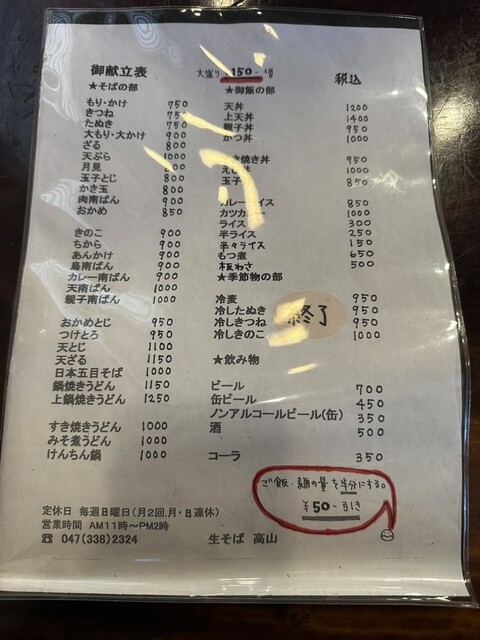 御献立表
大盛り 150- 増
税込
★そばの部
もり・かけ 750
きつね 750
たぬき 750
大もり・大かけ 900
ざる 800
天ぷら 1000
月見 800
玉子とじ 800
かき玉 800
肉南ばん 900
おかめ 850
きのこ 900
ちから 900
あんかけ 900
鳥南ばん 900
カレー南ばん 900
天南ばん 1000
親子南ばん 1000
おかめとじ 950
つけとろ 950
天とじ 1100
天ざる 1150
日本五目そば 1000
鍋焼きうどん 1150
上鍋焼きうどん 1250
すき焼きうどん 1000
みそ煮うどん 1000
けんちん鍋 1000
★御飯の部
天丼 1200
上天丼 1400
親子丼 950
かつ丼 1000
き焼き丼 950
丼 1000
玉子 850
カレーライス 850
カツカレー 1000
ライス 300
半ライス 250
半々ライス 150
もつ煮 650
板わさ 500
★季節物の部
冷麦 950
冷したぬき 950
冷しきつね 950
冷しきのこ 1000
終了
★飲み物
ビール 700
缶ビール 450
ノンアルコールビール(缶) 350
酒 500
コーラ 350
ご飯・麺の量を半分にする。
¥50-引き
定休日 毎週日曜日(月2回,月・日連休)
営業時間 AM11時～PM2時
☎ 047(338)2324
生そば 高山